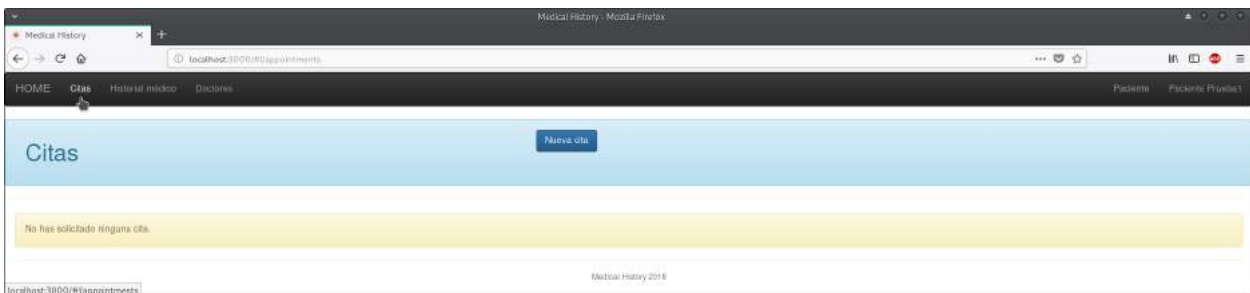 Medical History - Mozilla Firefox
Medical History
localhost:3000/#!/appointments
HOME Citas Historial médico Doctores Paciente Paciente Prueba1
Citas Nueva cita
No has solicitado ninguna cita.
Medical History 2018
localhost:3000/#!/appointments